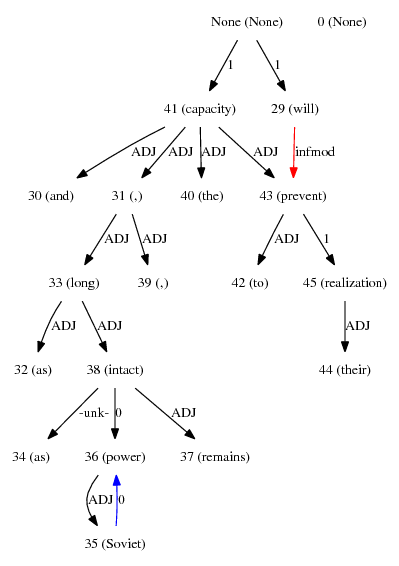 None (None) 0 (None)
1 1
41 (capacity) 29 (will)
ADJ ADJ ADJ ADJ infmod
30 (and) 31 (,) 40 (the) 43 (prevent)
ADJ ADJ ADJ 1
33 (long) 39 (,) 42 (to) 45 (realization)
ADJ ADJ ADJ
32 (as) 38 (intact) 44 (their)
-unk- 0 ADJ
34 (as) 36 (power) 37 (remains)
ADJ 0
35 (Soviet)